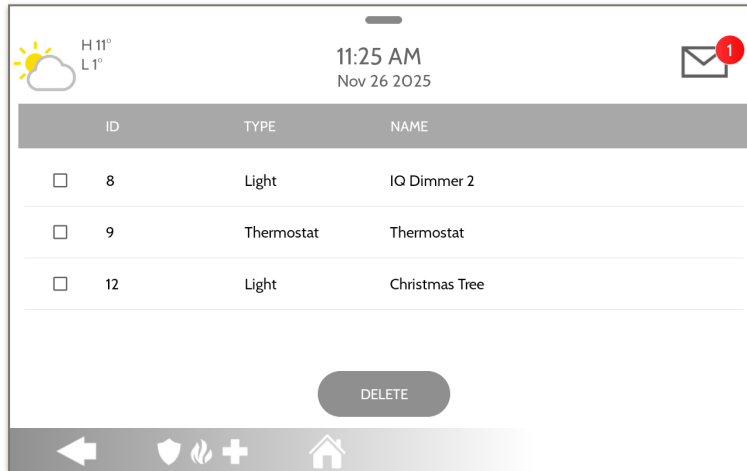 H 11°
L 1°
11:25 AM
Nov 26 2025
1
ID TYPE NAME
8 Light IQ Dimmer 2
9 Thermostat Thermostat
12 Light Christmas Tree
DELETE